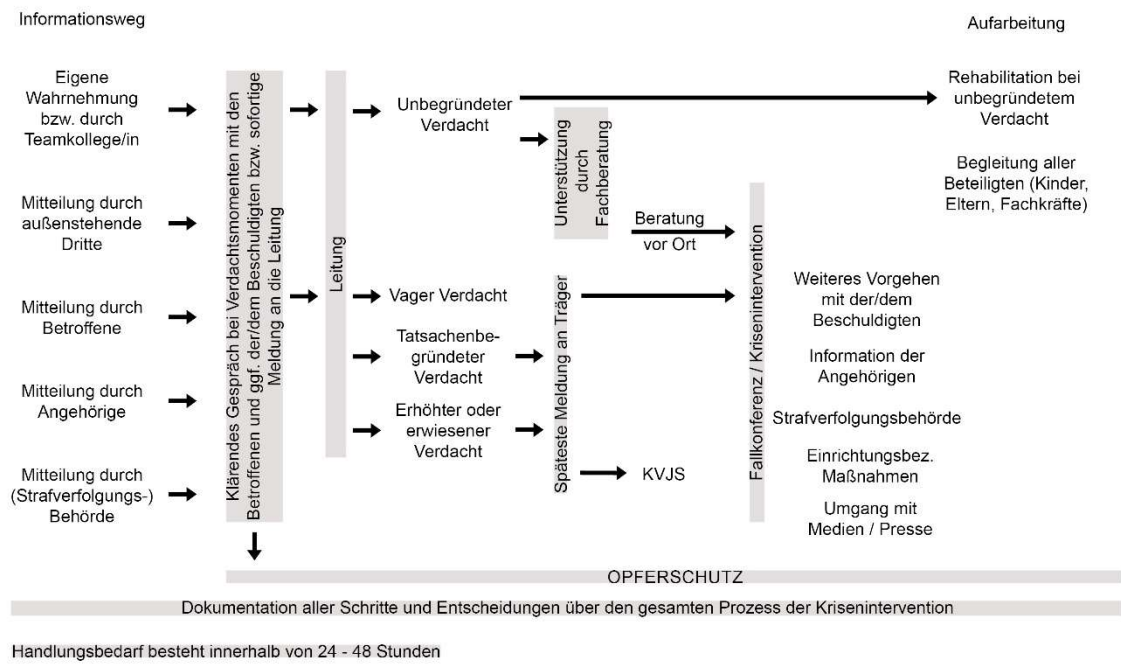 Informationsweg
Aufarbeitung
Eigene
Wahrnehmung
bzw. durch
Teamkollege/in
Mitteilung durch
außenstehende
Dritte
Mitteilung durch
Betroffene
Mitteilung durch
Angehörige
Mitteilung durch
(Strafverfolgungs-)
Behörde
Klärendes Gespräch bei Verdachtsmomenten mit den
Betroffenen und ggf. der/dem Beschuldigten bzw. sofortige
Meldung an die Leitung
Leitung
Unbegründeter
Verdacht
Vager Verdacht
Tatsachenbe-
gründeter
Verdacht
Erhöhter oder
erwiesener
Verdacht
Unterstützung
durch
Fachberatung
Beratung
vor Ort
Späteste Meldung an Träger
KVJS
Fallkonferenz / Krisenintervention
Rehabilitation bei
unbegründetem
Verdacht
Begleitung aller
Beteiligten (Kinder,
Eltern, Fachkräfte)
Weiteres Vorgehen
mit der/dem
Beschuldigten
Information der
Angehörigen
Strafverfolgungsbehörde
Einrichtungsbez.
Maßnahmen
Umgang mit
Medien / Presse
OPFERSCHUTZ
Dokumentation aller Schritte und Entscheidungen über den gesamten Prozess der Krisenintervention
Handlungsbedarf besteht innerhalb von 24 - 48 Stunden